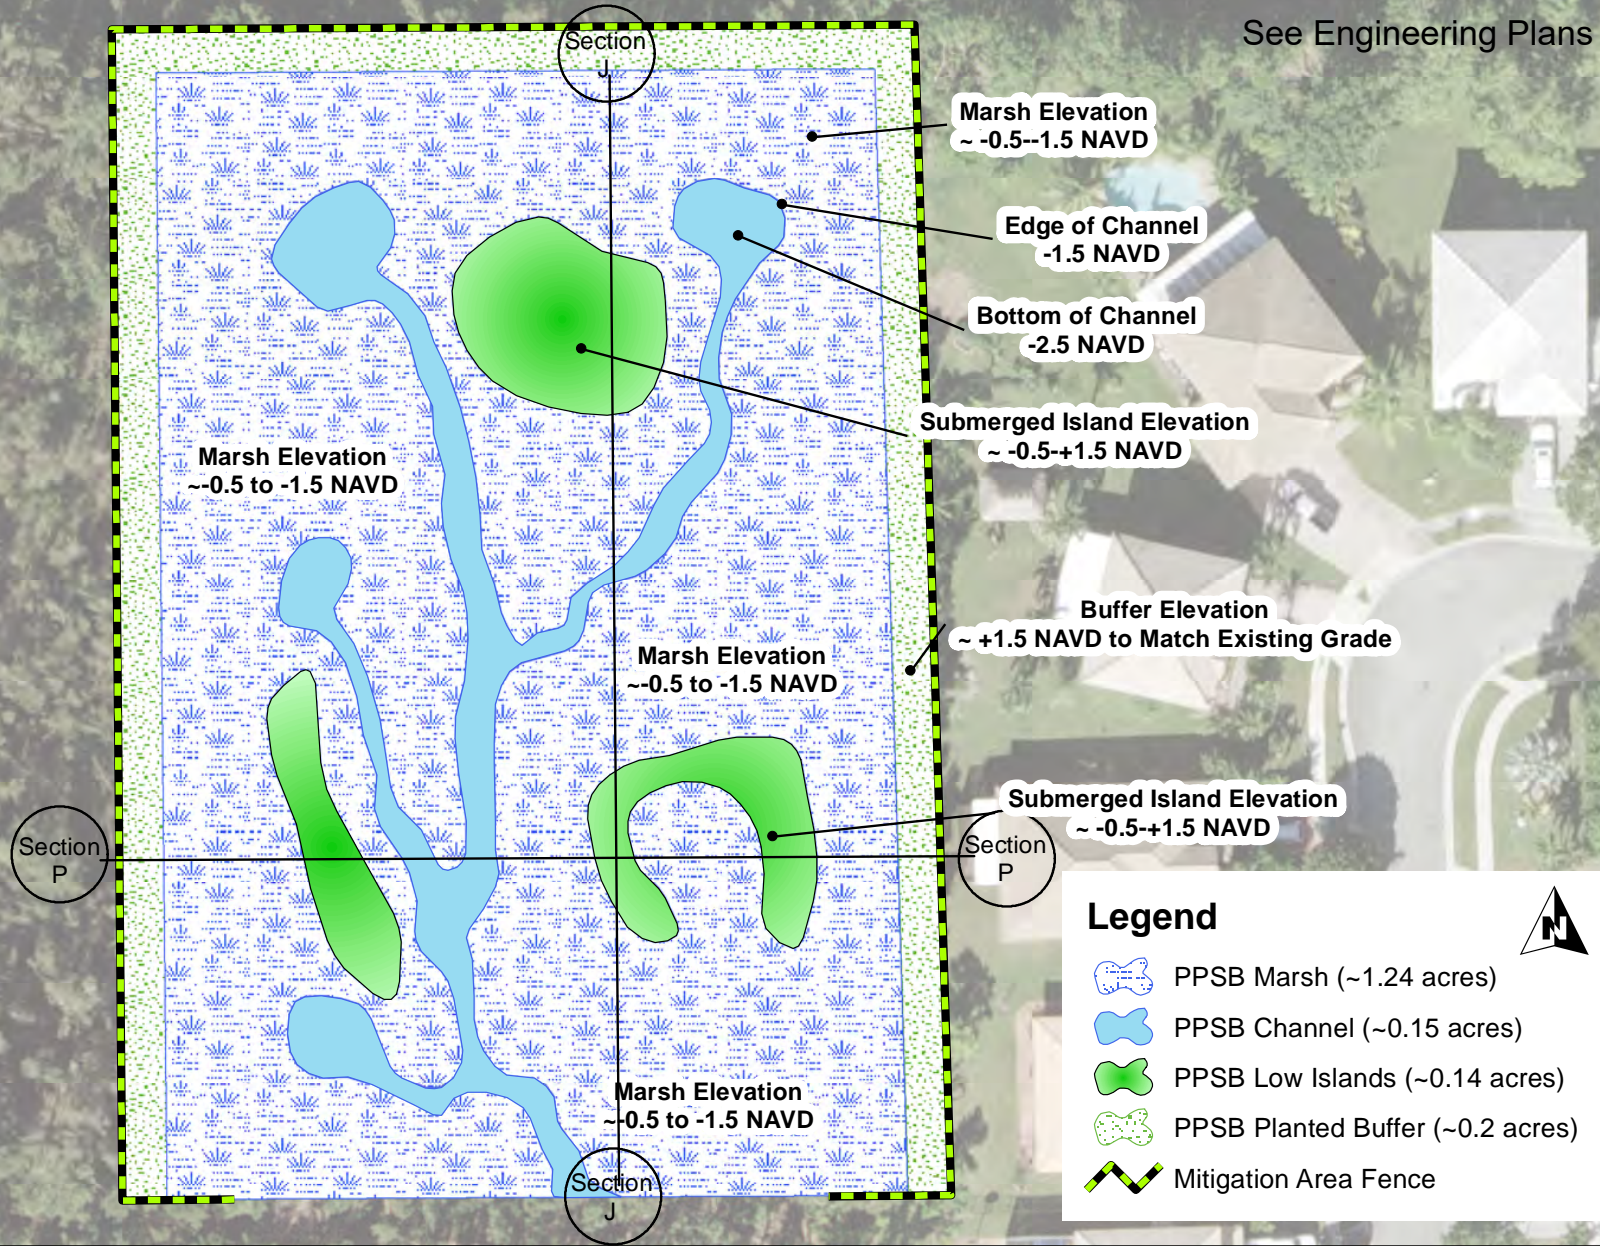 See Engineering Plans
Section
J
Marsh Elevation
~ -0.5--1.5 NAVD
Edge of Channel
-1.5 NAVD
Bottom of Channel
-2.5 NAVD
Submerged Island Elevation
~ -0.5-+1.5 NAVD
Marsh Elevation
~-0.5 to -1.5 NAVD
Buffer Elevation
~ +1.5 NAVD to Match Existing Grade
Marsh Elevation
~-0.5 to -1.5 NAVD
Submerged Island Elevation
~ -0.5-+1.5 NAVD
Section
P
Section
P
Legend
N
PPSB Marsh (~1.24 acres)
PPSB Channel (~0.15 acres)
PPSB Low Islands (~0.14 acres)
PPSB Planted Buffer (~0.2 acres)
Mitigation Area Fence
Marsh Elevation
~-0.5 to -1.5 NAVD
Section
J